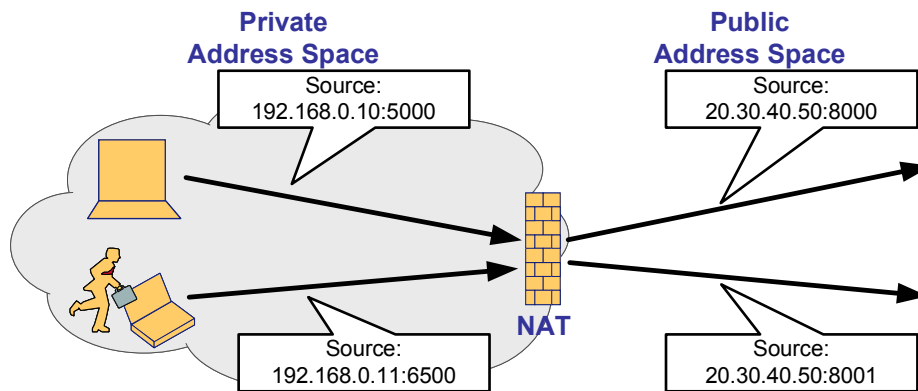 Private
Address Space
Public
Address Space
Source:
192.168.0.10:5000
Source:
20.30.40.50:8000
NAT
Source:
192.168.0.11:6500
Source:
20.30.40.50:8001